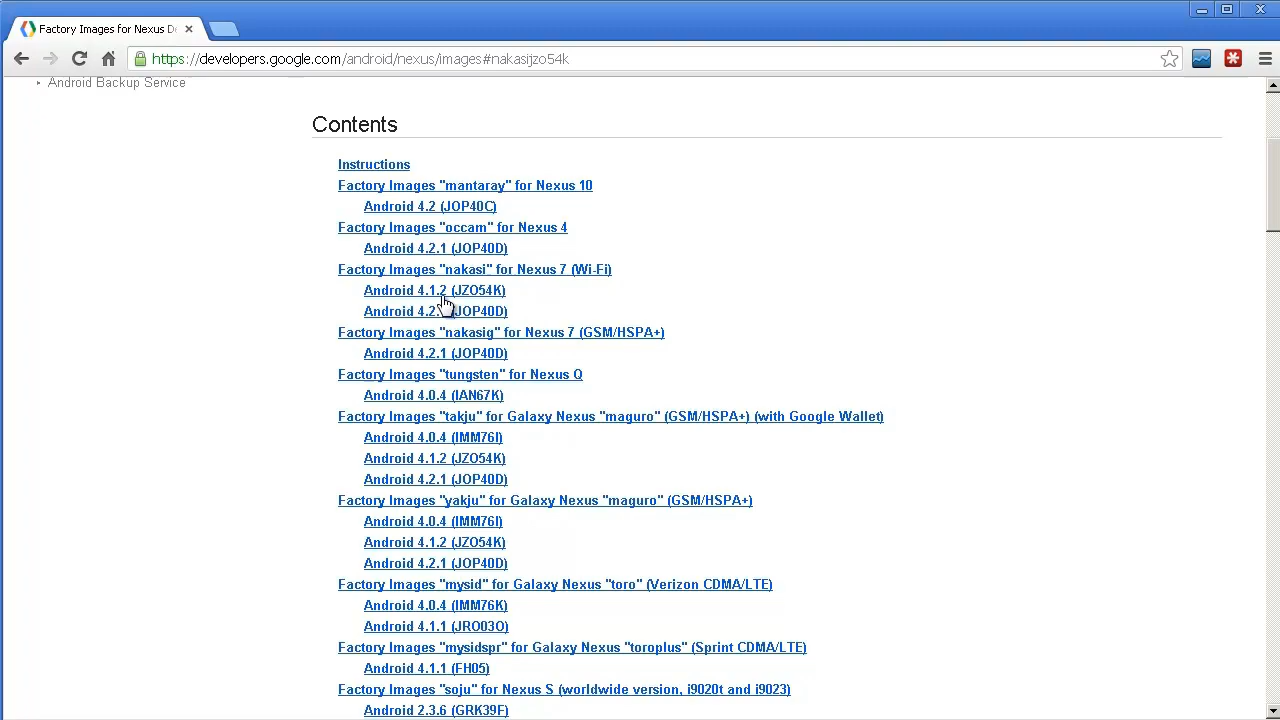 Factory Images for Nexus De
https://developers.google.com/android/nexus/images#nakasijzo54k
Android Backup Service
Contents
Instructions
Factory Images "mantaray" for Nexus 10
Android 4.2 (JOP40C)
Factory Images "occam" for Nexus 4
Android 4.2.1 (JOP40D)
Factory Images "nakasi" for Nexus 7 (Wi-Fi)
Android 4.1.2 (JZO54K)
Android 4.2. (JOP40D)
Factory Images "nakasig" for Nexus 7 (GSM/HSPA+)
Android 4.2.1 (JOP40D)
Factory Images "tungsten" for Nexus Q
Android 4.0.4 (IAN67K)
Factory Images "takju" for Galaxy Nexus "maguro" (GSM/HSPA+) (with Google Wallet)
Android 4.0.4 (IMM76I)
Android 4.1.2 (JZO54K)
Android 4.2.1 (JOP40D)
Factory Images "yakju" for Galaxy Nexus "maguro" (GSM/HSPA+)
Android 4.0.4 (IMM76I)
Android 4.1.2 (JZO54K)
Android 4.2.1 (JOP40D)
Factory Images "mysid" for Galaxy Nexus "toro" (Verizon CDMA/LTE)
Android 4.0.4 (IMM76K)
Android 4.1.1 (JRO03O)
Factory Images "mysidspr" for Galaxy Nexus "toroplus" (Sprint CDMA/LTE)
Android 4.1.1 (FH05)
Factory Images "soju" for Nexus S (worldwide version, i9020t and i9023)
Android 2.3.6 (GRK39F)